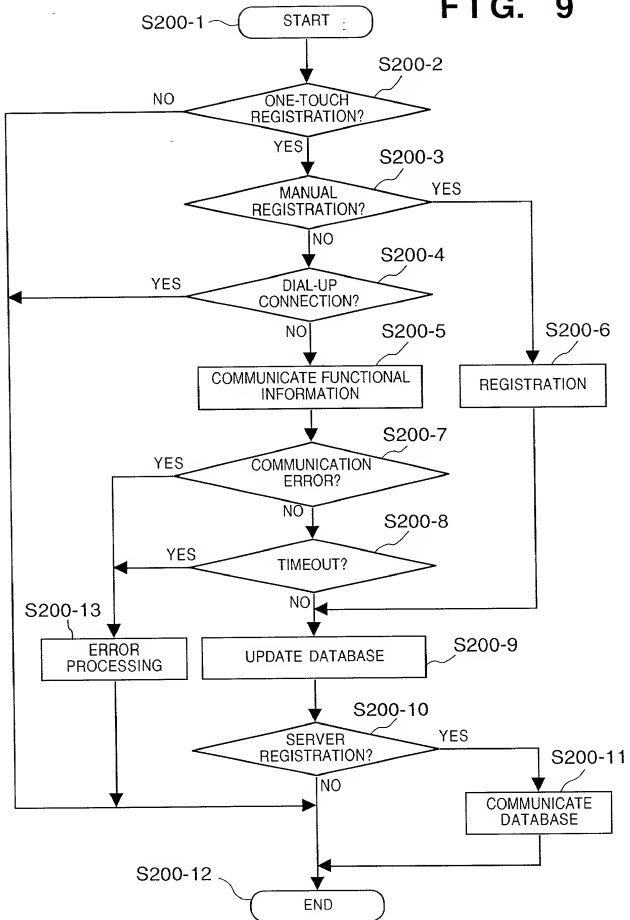 FIG. 9
S200-1
START
S200-2
NO
ONE-TOUCH
REGISTRATION?
YES
S200-3
MANUAL
REGISTRATION?
YES
NO
S200-4
YES
DIAL-UP
CONNECTION?
NO
S200-5
S200-6
COMMUNICATE FUNCTIONAL
INFORMATION
REGISTRATION
S200-7
YES
COMMUNICATION
ERROR?
NO
S200-8
YES
TIMEOUT?
NO
S200-13
ERROR
PROCESSING
UPDATE DATABASE
S200-9
S200-10
SERVER
REGISTRATION?
YES
NO
S200-11
COMMUNICATE
DATABASE
S200-12
END